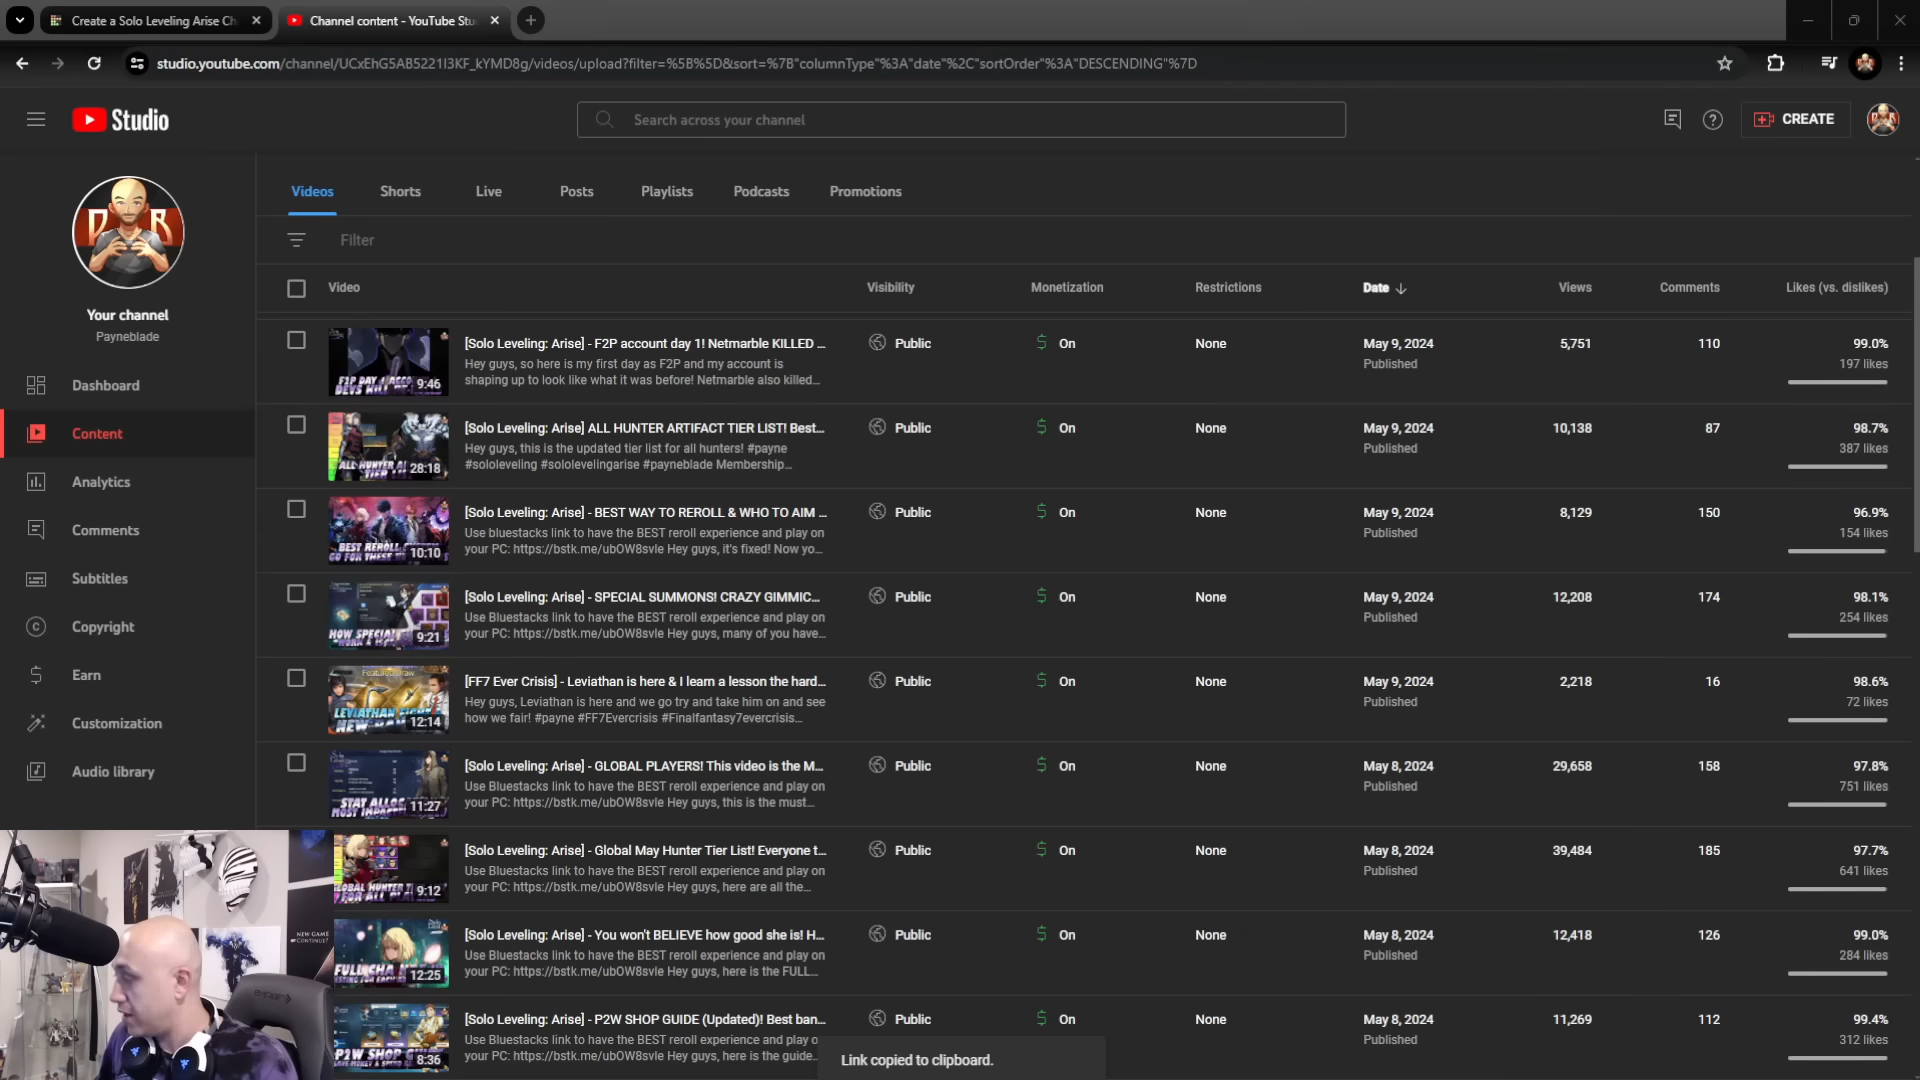 Create a Solo Leveling Arise Ch
Channel content - YouTube Stu
studio.youtube.com/channel/UCxEhG5AB5221I3KF_kYMD8g/videos/upload?filter=%5B%5D&sort=%7B"columnType"%3A"date"%2C"sortOrder"%3A"DESCENDING"%7D
Studio
Search across your channel
CREATE
Your channel
Payneblade
Dashboard
Content
Analytics
Comments
Subtitles
Copyright
Earn
Customization
Audio library
Videos Shorts Live Posts Playlists Podcasts Promotions
Filter
Video Visibility Monetization Restrictions Date Views Comments Likes (vs. dislikes)
[Solo Leveling: Arise] - F2P account day 1! Netmarble KILLED ... Public On None May 9, 2024 5,751 110 99.0%
Hey guys, so here is my first day as F2P and my account is Published 197 likes
shaping up to look like what it was before! Netmarble also killed...
9:46
[Solo Leveling: Arise] ALL HUNTER ARTIFACT TIER LIST! Best... Public On None May 9, 2024 10,138 87 98.7%
Hey guys, this is the updated tier list for all hunters! #payne Published 387 likes
#sololeveling #sololevelingarise #payneblade Membership...
28:18
[Solo Leveling: Arise] - BEST WAY TO REROLL & WHO TO AIM ... Public On None May 9, 2024 8,129 150 96.9%
Use bluestacks link to have the BEST reroll experience and play on Published 154 likes
your PC: https://bstk.me/ubOW8svle Hey guys, it's fixed! Now yo...
10:10
[Solo Leveling: Arise] - SPECIAL SUMMONS! CRAZY GIMMIC... Public On None May 9, 2024 12,208 174 98.1%
Use Bluestacks link to have the BEST reroll experience and play on Published 254 likes
your PC: https://bstk.me/ubOW8svle Hey guys, many of you have...
9:21
[FF7 Ever Crisis] - Leviathan is here & I learn a lesson the hard... Public On None May 9, 2024 2,218 16 98.6%
Hey guys, Leviathan is here and we go try and take him on and see Published 72 likes
how we fair! #payne #FF7Evercrisis #Finalfantasy7evercrisis...
12:14
[Solo Leveling: Arise] - GLOBAL PLAYERS! This video is the M... Public On None May 8, 2024 29,658 158 97.8%
Use Bluestacks link to have the BEST reroll experience and play on Published 751 likes
your PC: https://bstk.me/ubOW8svle Hey guys, this is the must...
11:27
[Solo Leveling: Arise] - Global May Hunter Tier List! Everyone t... Public On None May 8, 2024 39,484 185 97.7%
Use Bluestacks link to have the BEST reroll experience and play on Published 641 likes
your PC: https://bstk.me/ubOW8svle Hey guys, here are all the...
9:12
[Solo Leveling: Arise] - You won't BELIEVE how good she is! H... Public On None May 8, 2024 12,418 126 99.0%
Use Bluestacks link to have the BEST reroll experience and play on Published 284 likes
your PC: https://bstk.me/ubOW8svle Hey guys, here is the FULL...
12:25
[Solo Leveling: Arise] - P2W SHOP GUIDE (Updated)! Best ban... Public On None May 8, 2024 11,269 112 99.4%
Use Bluestacks link to have the BEST reroll experience and play o Published 312 likes
your PC: https://bstk.me/ubOW8svle Hey guys, here is the guide...
8:36
Link copied to clipboard.
NEW GAME
CONTINUE?